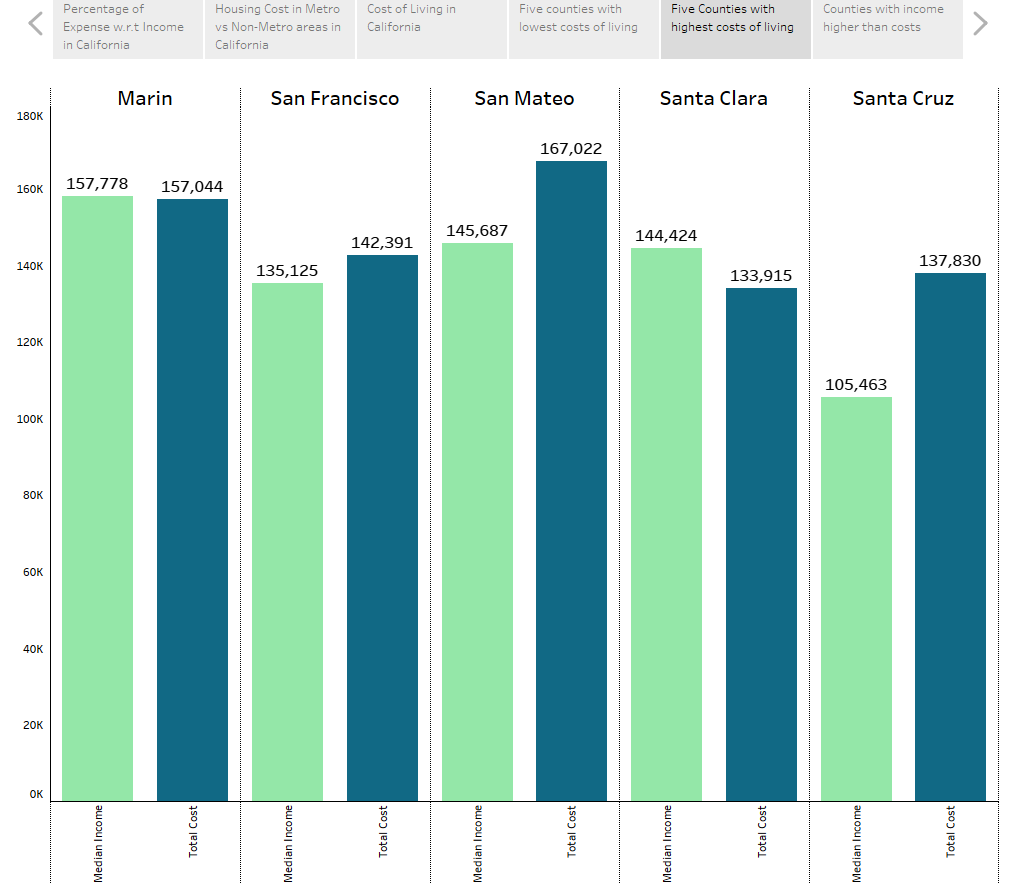 Percentage of
Expense w.r.t Income
in California
Housing Cost in Metro
vs Non-Metro areas in
California
Cost of Living in
California
Five counties with
lowest costs of living
Five Counties with
highest costs of living
Counties with income
higher than costs
Marin
San Francisco
San Mateo
Santa Clara
Santa Cruz
180K
160K
140K
120K
100K
80K
60K
40K
20K
0K
157,778
157,044
135,125
142,391
145,687
167,022
144,424
133,915
105,463
137,830
Median Income
Total Cost
Median Income
Total Cost
Median Income
Total Cost
Median Income
Total Cost
Median Income
Total Cost